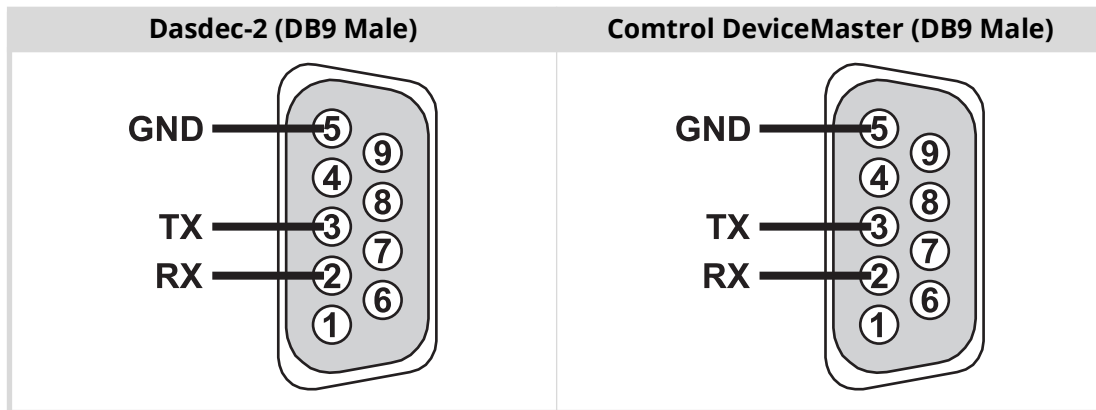 Dasdec-2 (DB9 Male)
GND 5
9
4
8
TX 3
7
RX 2
6
1
Comtrol DeviceMaster (DB9 Male)
GND 5
9
4
8
TX 3
7
RX 2
6
1